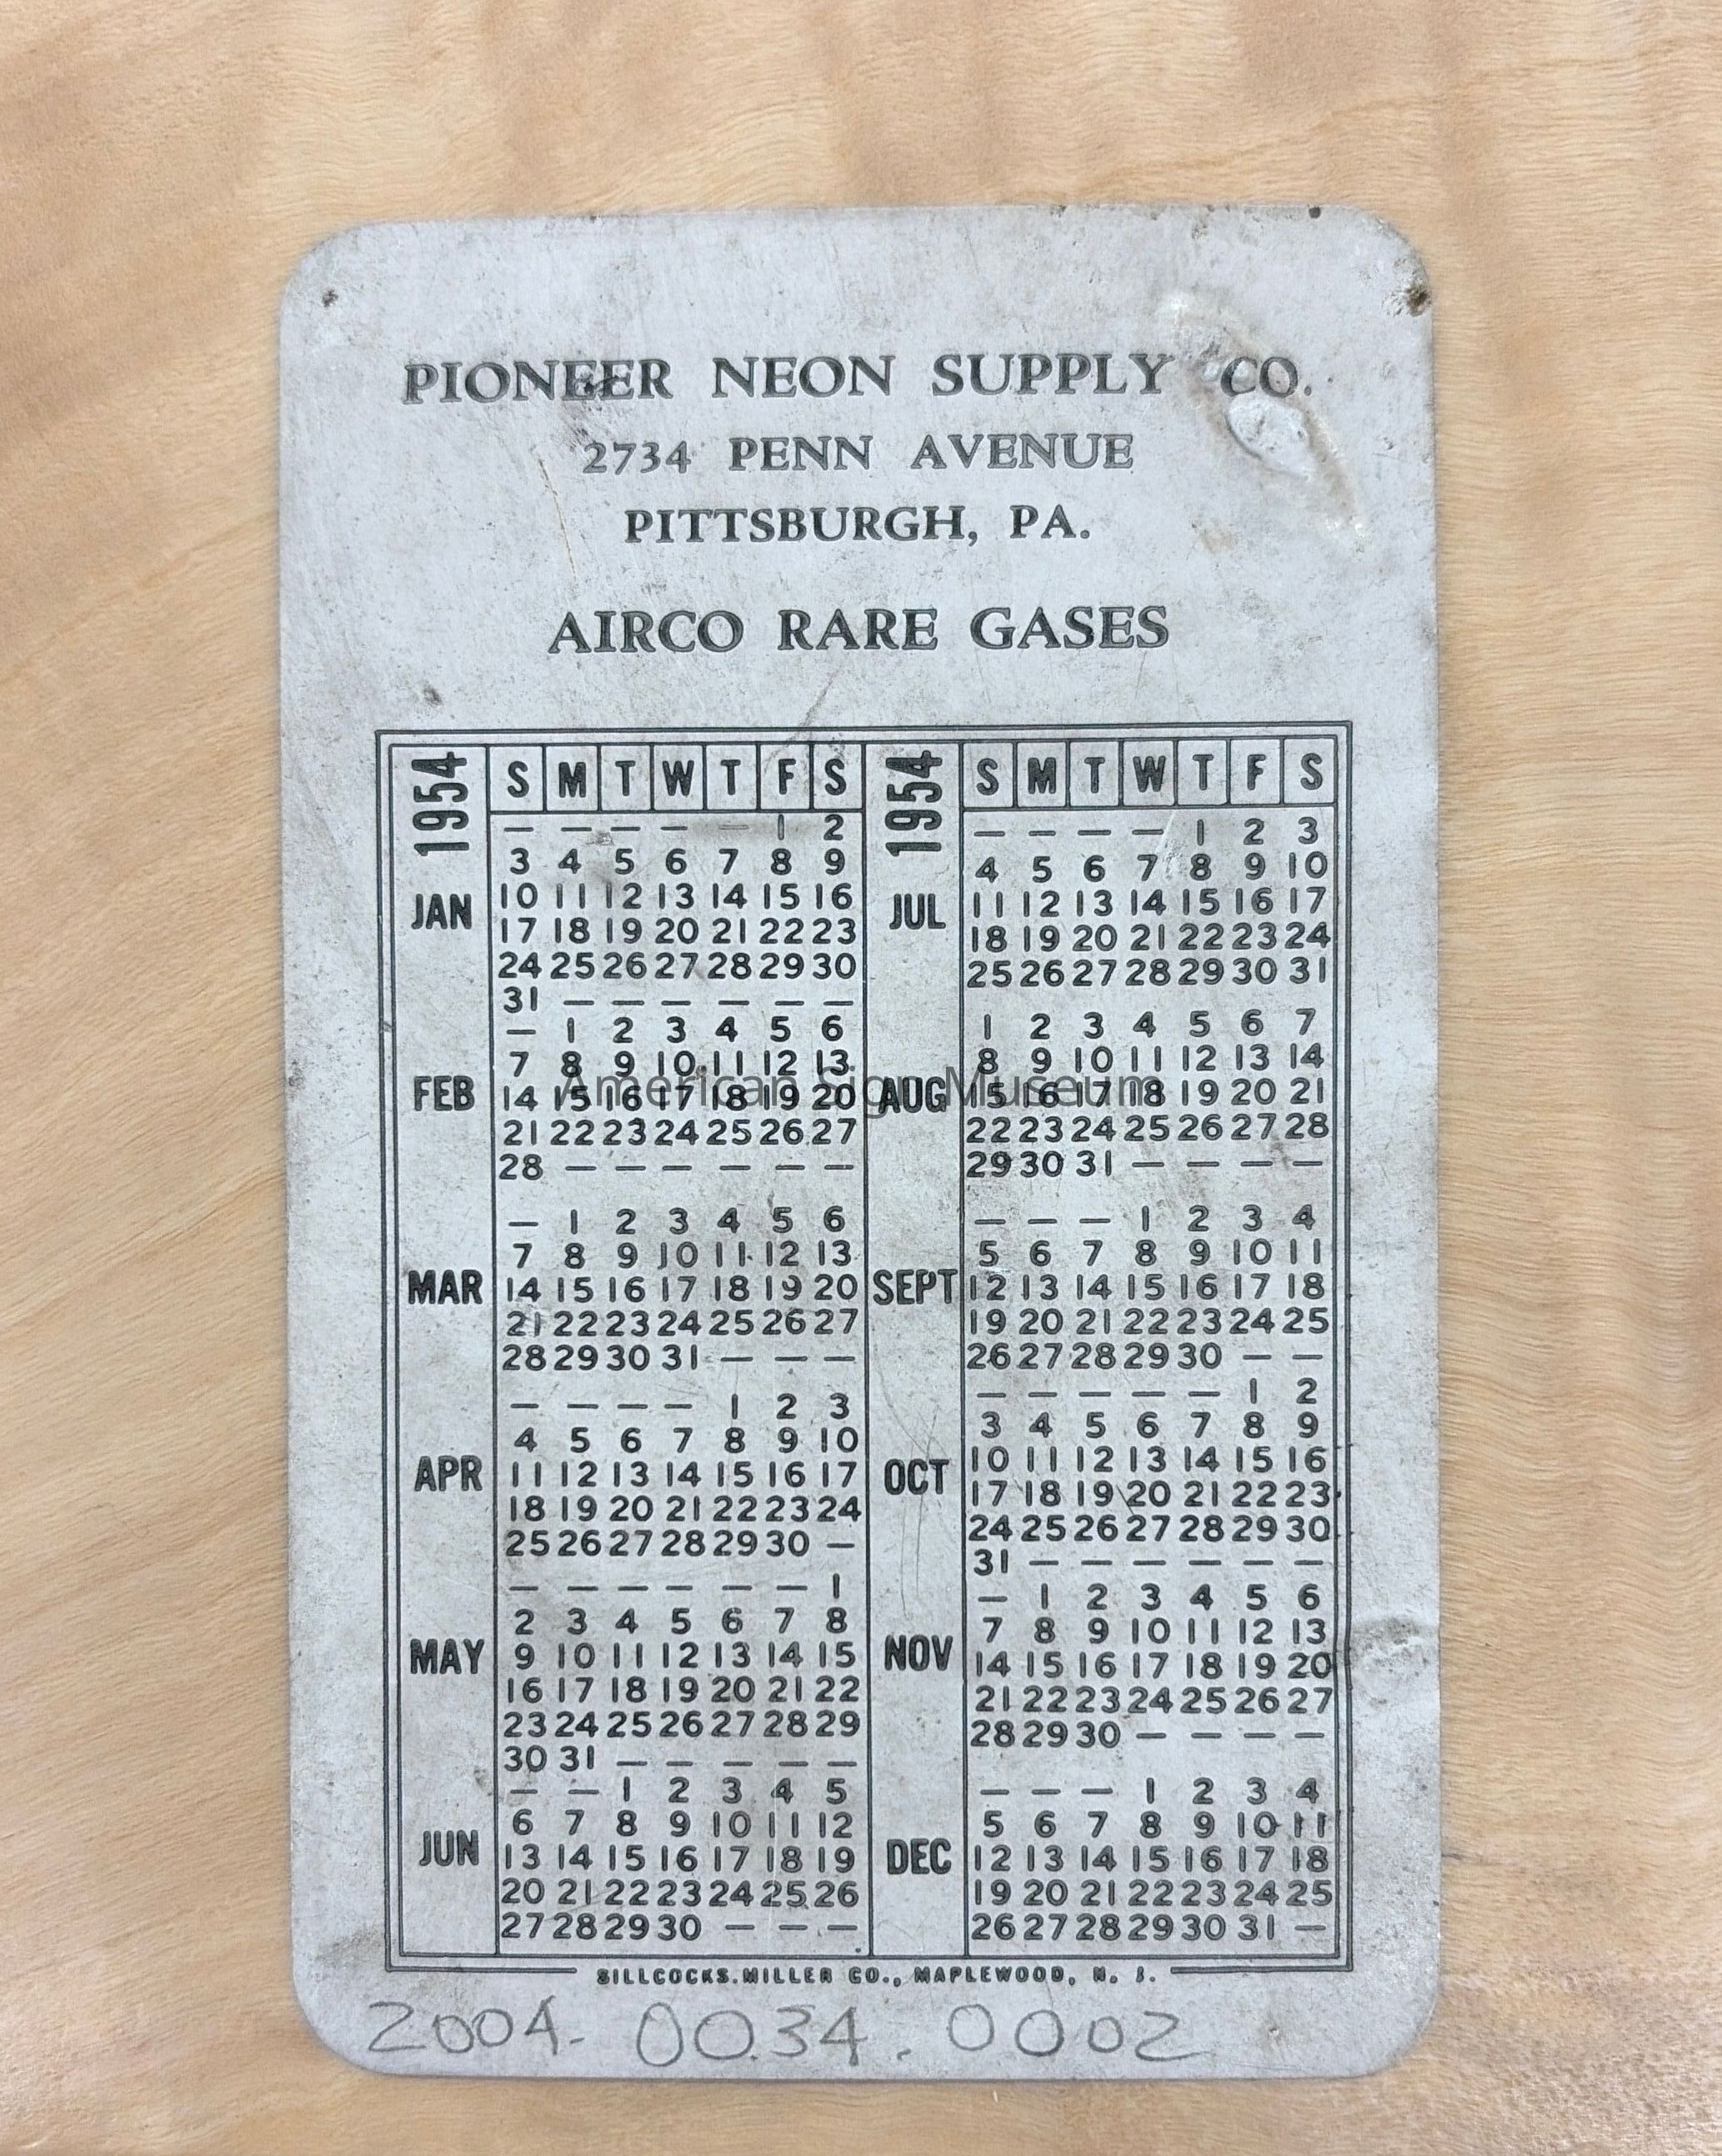 PIONEER NEON SUPPLY CO.
2734 PENN AVENUE
PITTSBURGH, PA.
AIRCO RARE GASES
1954 S M T W T F S
JAN
— — — — — 1 2
3 4 5 6 7 8 9
10 11 12 13 14 15 16
17 18 19 20 21 22 23
24 25 26 27 28 29 30
31 — — — — — —
FEB
— 1 2 3 4 5 6
7 8 9 10 11 12 13
14 15 16 17 18 19 20
21 22 23 24 25 26 27
28 — — — — — —
MAR
— 1 2 3 4 5 6
7 8 9 10 11 12 13
14 15 16 17 18 19 20
21 22 23 24 25 26 27
28 29 30 31 — — —
APR
— — — — 1 2 3
4 5 6 7 8 9 10
11 12 13 14 15 16 17
18 19 20 21 22 23 24
25 26 27 28 29 30 —
MAY
— — — — — — 1
2 3 4 5 6 7 8
9 10 11 12 13 14 15
16 17 18 19 20 21 22
23 24 25 26 27 28 29
30 31 — — — — —
JUN
— — 1 2 3 4 5
6 7 8 9 10 11 12
13 14 15 16 17 18 19
20 21 22 23 24 25 26
27 28 29 30 — — —
1954 S M T W T F S
JUL
— — — — 1 2 3
4 5 6 7 8 9 10
11 12 13 14 15 16 17
18 19 20 21 22 23 24
25 26 27 28 29 30 31
AUG
1 2 3 4 5 6 7
8 9 10 11 12 13 14
15 16 17 18 19 20 21
22 23 24 25 26 27 28
29 30 31 — — — —
SEPT
— — — 1 2 3 4
5 6 7 8 9 10 11
12 13 14 15 16 17 18
19 20 21 22 23 24 25
26 27 28 29 30 — —
OCT
— — — — — 1 2
3 4 5 6 7 8 9
10 11 12 13 14 15 16
17 18 19 20 21 22 23
24 25 26 27 28 29 30
31 — — — — — —
NOV
— 1 2 3 4 5 6
7 8 9 10 11 12 13
14 15 16 17 18 19 20
21 22 23 24 25 26 27
28 29 30 — — — —
DEC
— — — 1 2 3 4
5 6 7 8 9 10 11
12 13 14 15 16 17 18
19 20 21 22 23 24 25
26 27 28 29 30 31 —
American Sign Museum
SILLCOCKS-MILLER CO., MAPLEWOOD, N. J.
2004. 0034. 0002